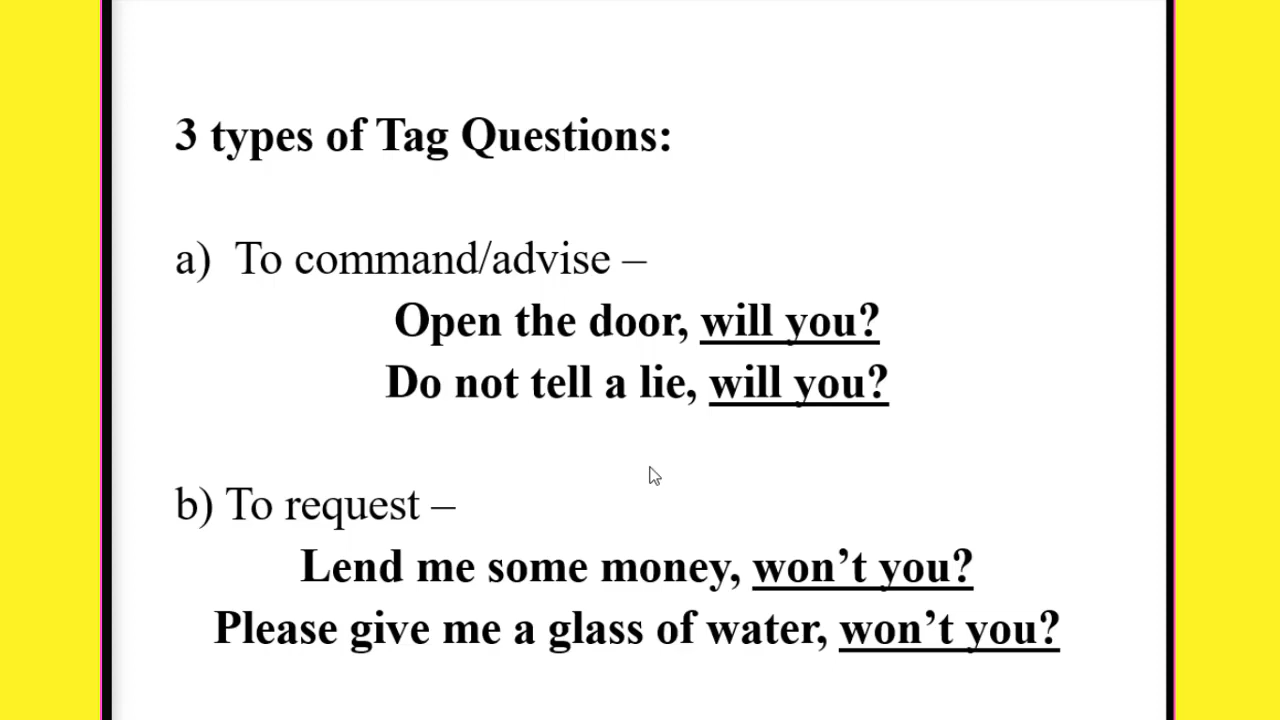 3 types of Tag Questions:
a) To command/advise –
Open the door, will you?
Do not tell a lie, will you?
b) To request –
Lend me some money, won’t you?
Please give me a glass of water, won’t you?